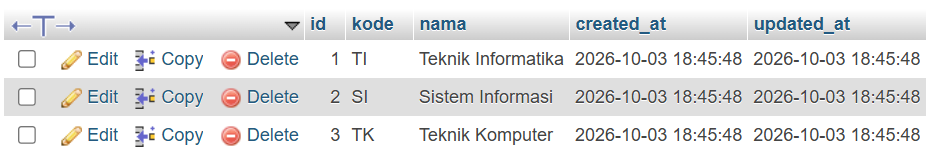 id kode nama created_at updated_at
Edit Copy Delete 1 TI Teknik Informatika 2026-10-03 18:45:48 2026-10-03 18:45:48
Edit Copy Delete 2 SI Sistem Informasi 2026-10-03 18:45:48 2026-10-03 18:45:48
Edit Copy Delete 3 TK Teknik Komputer 2026-10-03 18:45:48 2026-10-03 18:45:48